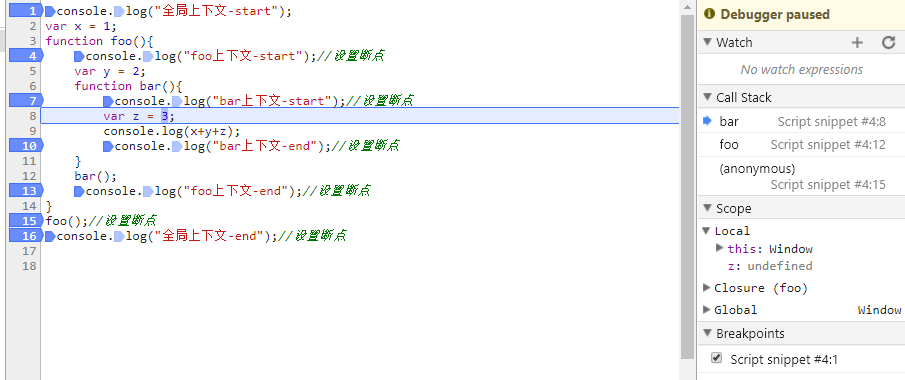 1 console.log("全局上下文-start");
2 var x = 1;
3 function foo(){
4 console.log("foo上下文-start");//设置断点
5 var y = 2;
6 function bar(){
7 console.log("bar上下文-start");//设置断点
8 var z = 3;
9 console.log(x+y+z);
10 console.log("bar上下文-end");//设置断点
11 }
12 bar();
13 console.log("foo上下文-end");//设置断点
14 }
15 foo();//设置断点
16 console.log("全局上下文-end");//设置断点
17
18
Debugger paused
Watch
No watch expressions
Call Stack
bar Script snippet #4:8
foo Script snippet #4:12
(anonymous)
Script snippet #4:15
Scope
Local
this: Window
z: undefined
Closure (foo)
Global Window
Breakpoints
Script snippet #4:1